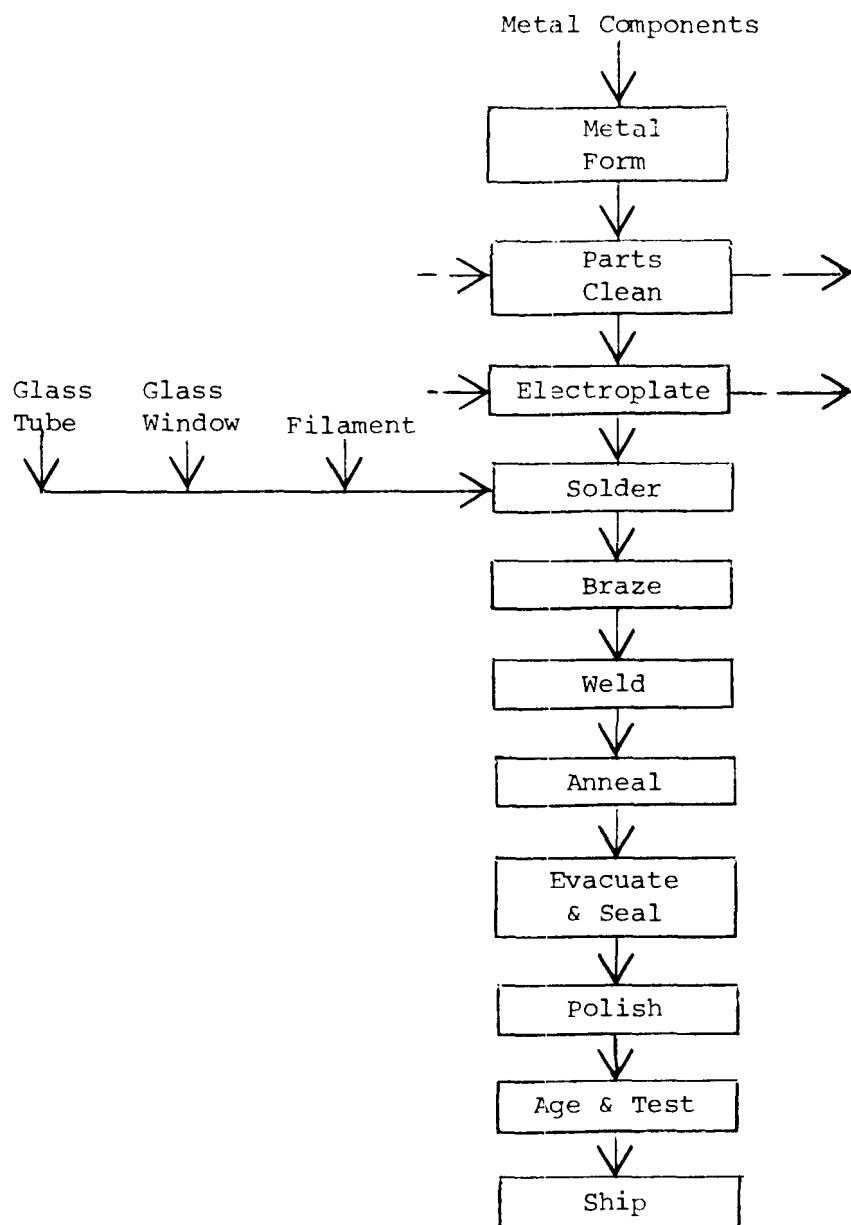 Metal Components
Metal
Form
Parts
Clean
Electroplate
Glass
Tube
Glass
Window
Filament
Solder
Braze
Weld
Anneal
Evacuate
& Seal
Polish
Age & Test
Ship